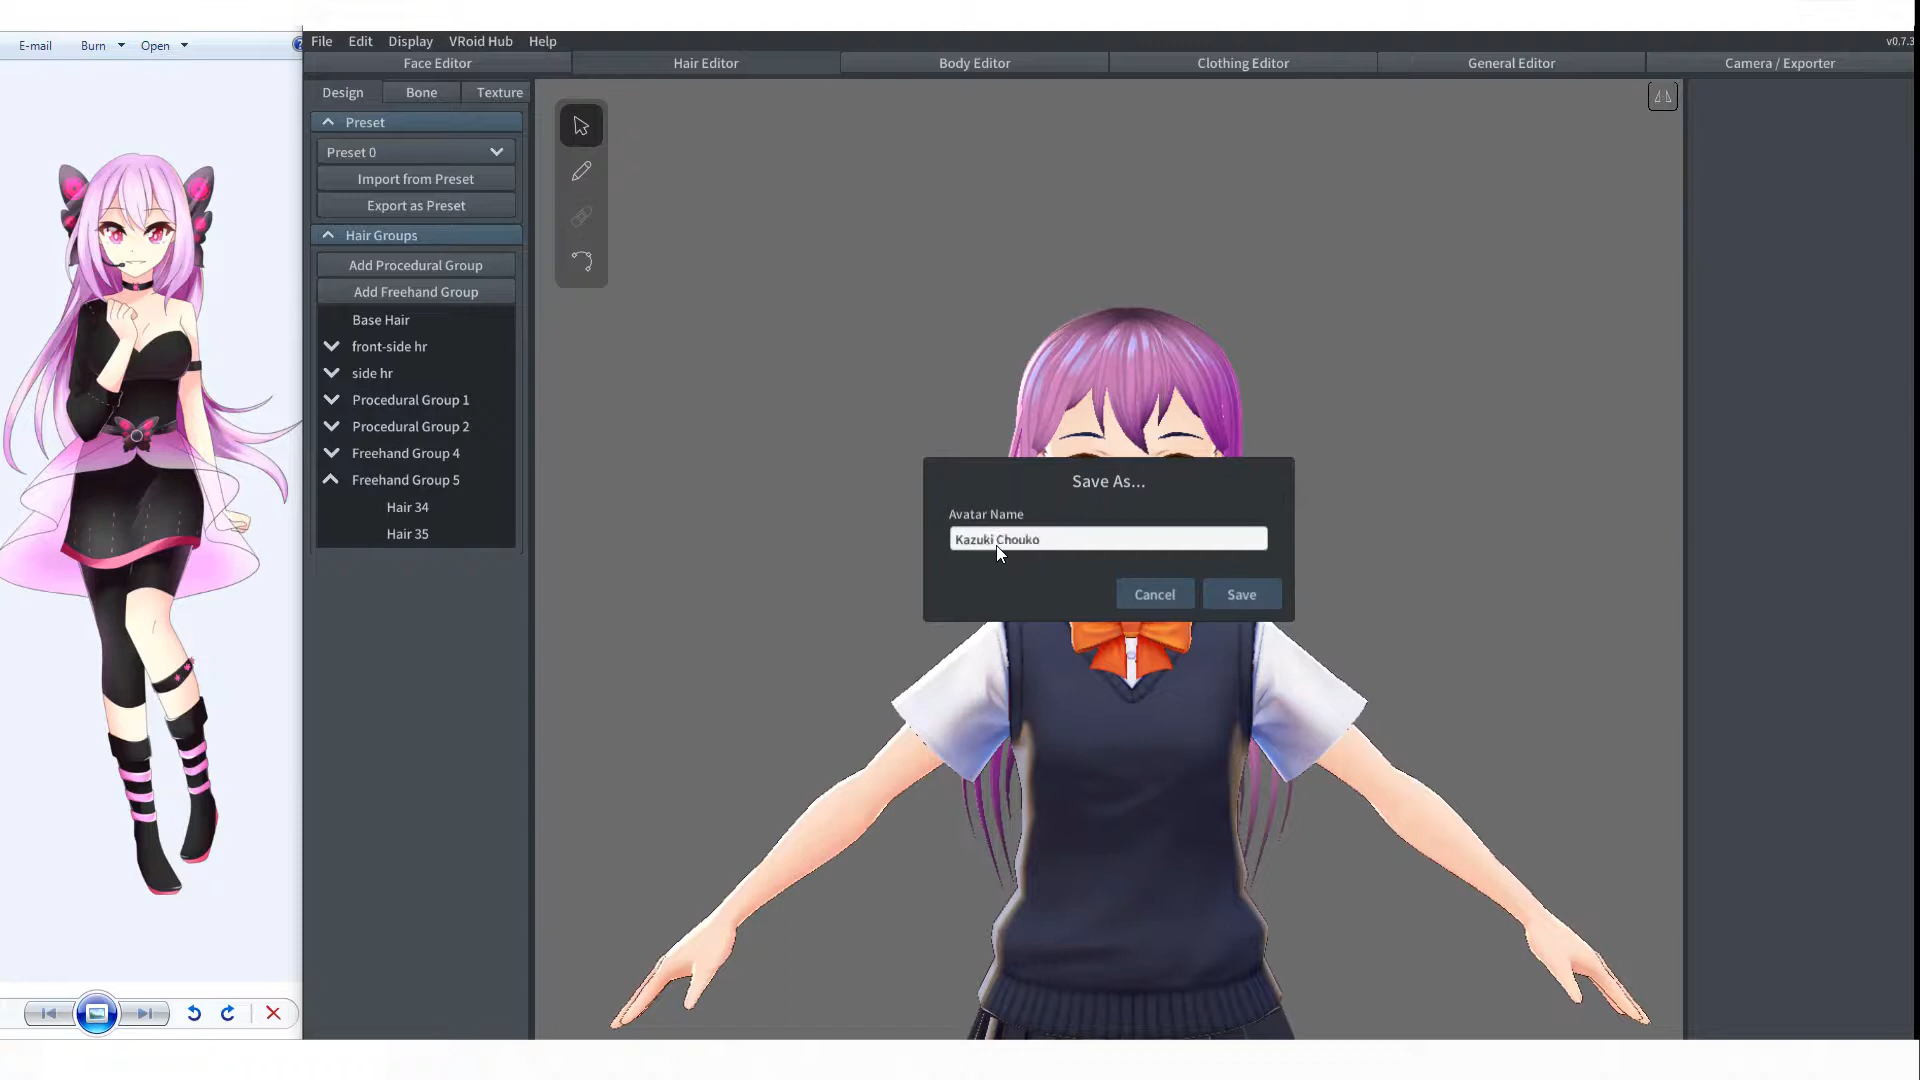 E-mail Burn Open
File Edit Display VRoid Hub Help
v0.7.3
Face Editor Hair Editor Body Editor Clothing Editor General Editor Camera / Exporter
Design Bone Texture
Preset
Preset 0
Import from Preset
Export as Preset
Hair Groups
Add Procedural Group
Add Freehand Group
Base Hair
front-side hr
side hr
Procedural Group 1
Procedural Group 2
Freehand Group 4
Freehand Group 5
Hair 34
Hair 35
Save As...
Avatar Name
Kazuki Chouko
Cancel Save